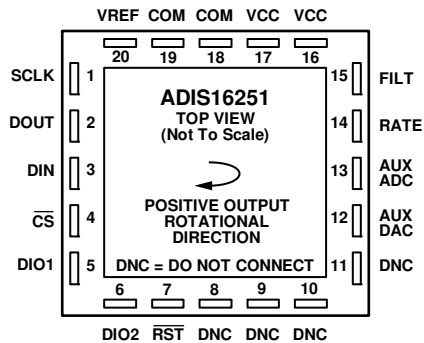 VREF COM COM VCC VCC
20 19 18 17 16
SCLK 1
DOUT 2
DIN 3
C̅S̅ 4
DIO1 5
ADIS16251
TOP VIEW
(Not To Scale)
POSITIVE OUTPUT
ROTATIONAL
DIRECTION
DNC = DO NOT CONNECT
15 FILT
14 RATE
13 AUX
ADC
12 AUX
DAC
11 DNC
6 7 8 9 10
DIO2 R̅S̅T̅ DNC DNC DNC